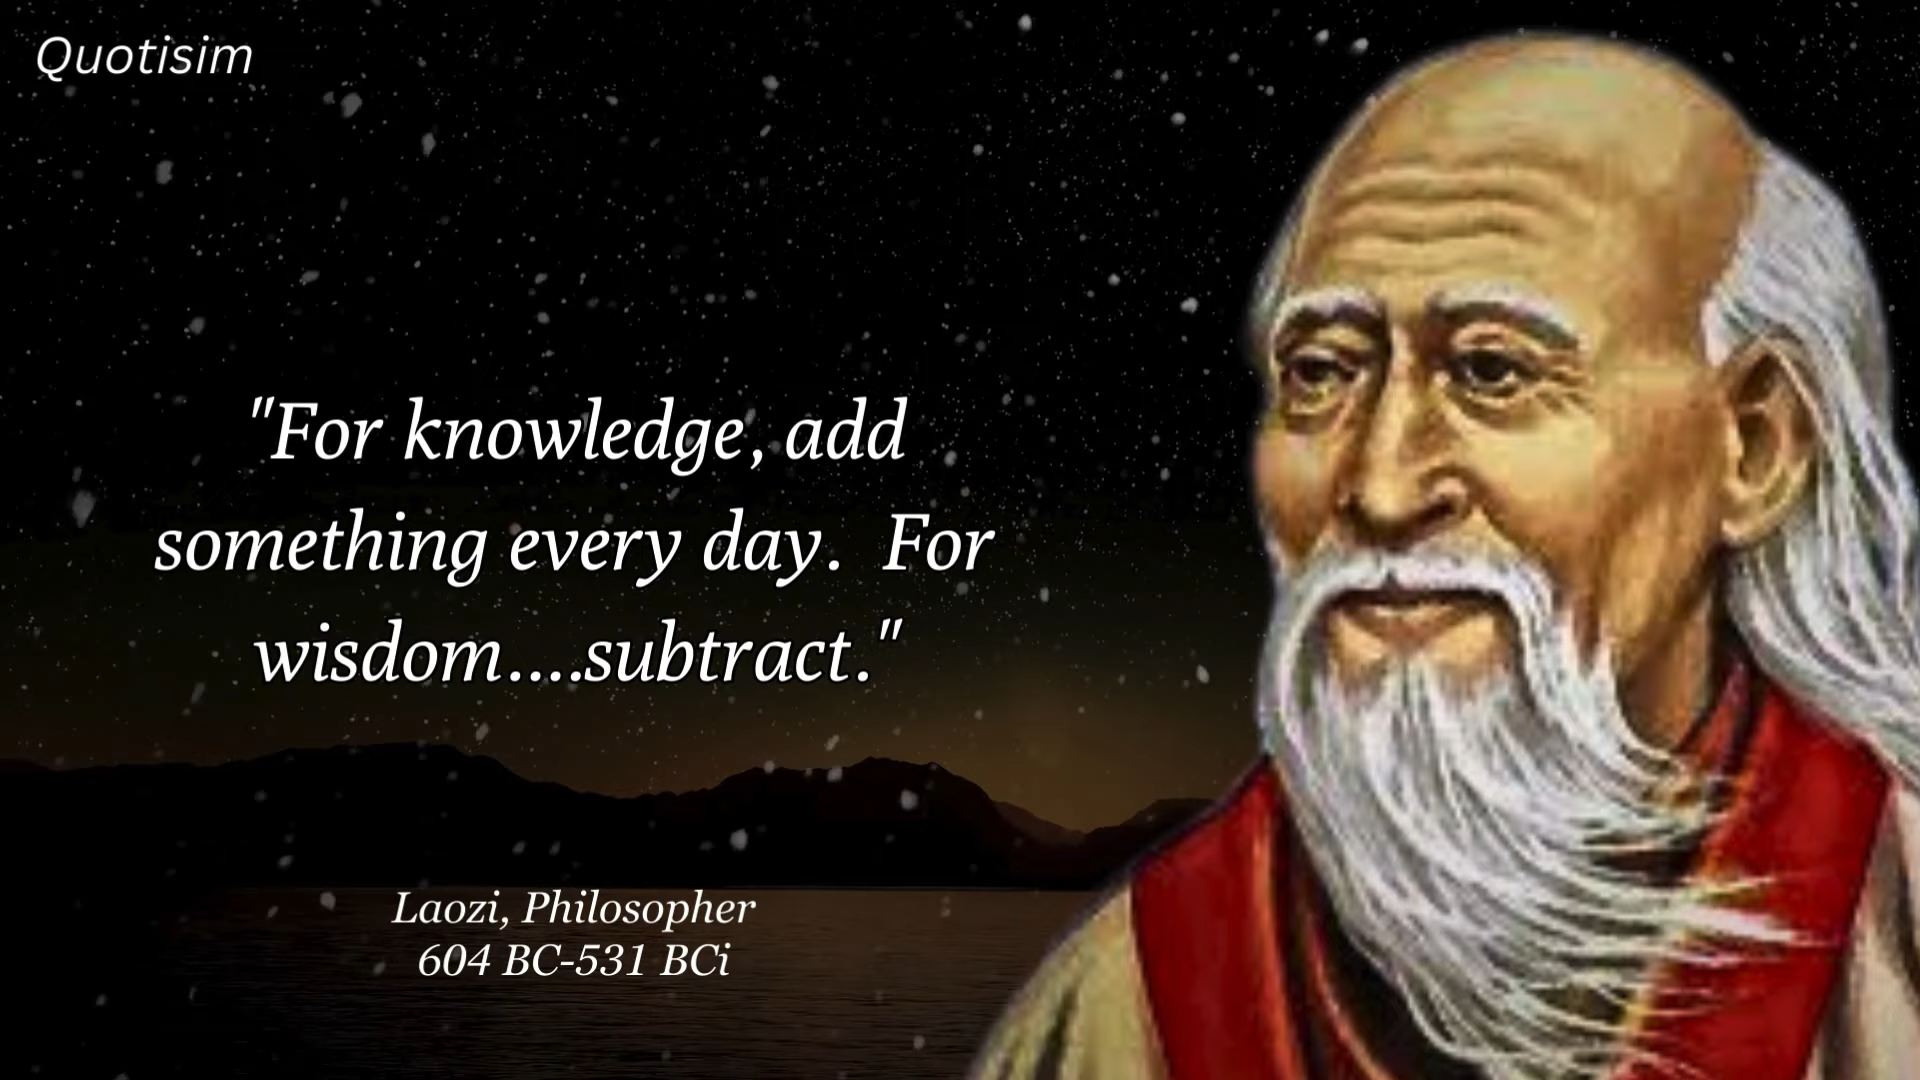 Quotisim
"For knowledge, add
something every day.  For
wisdom....subtract."
Laozi, Philosopher
604 BC-531 BCi